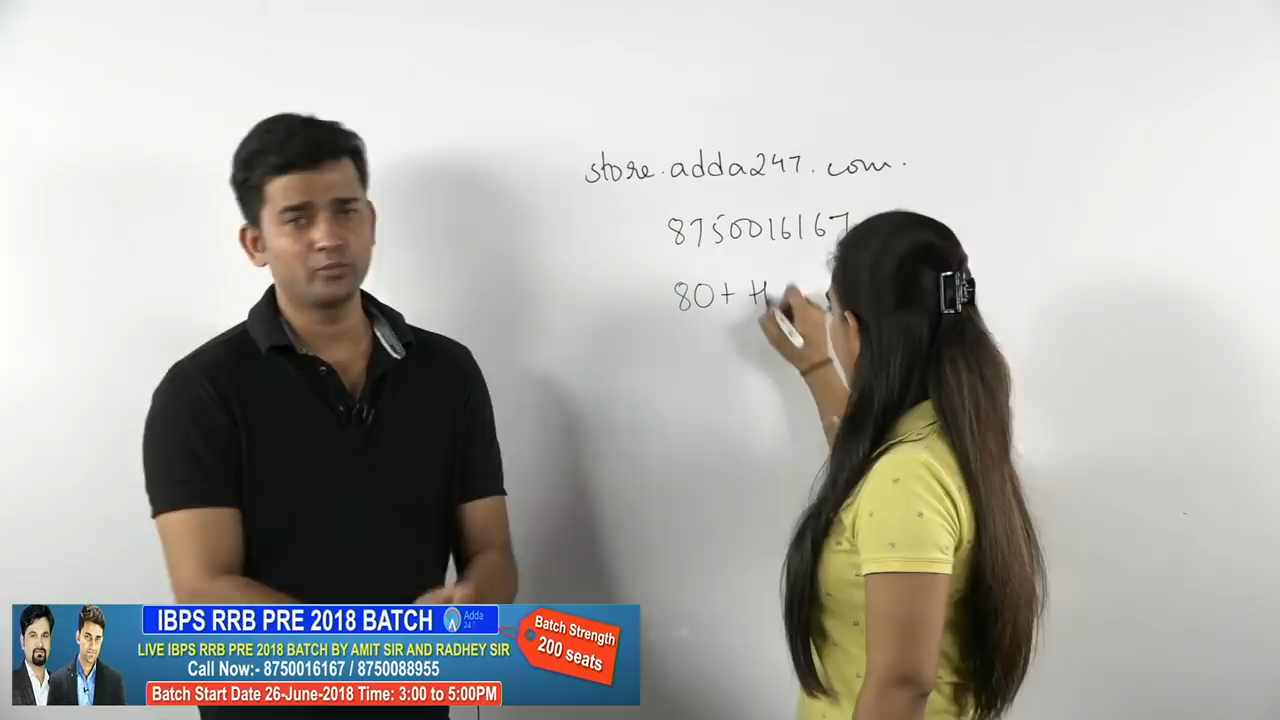 store.adda247.com.
8750016167
80+ H
IBPS RRB PRE 2018 BATCH
Adda
247
LIVE IBPS RRB PRE 2018 BATCH BY AMIT SIR AND RADHEY SIR
Call Now:- 8750016167 / 8750088955
Batch Start Date 26-June-2018 Time: 3:00 to 5:00PM
Batch Strength
200 seats